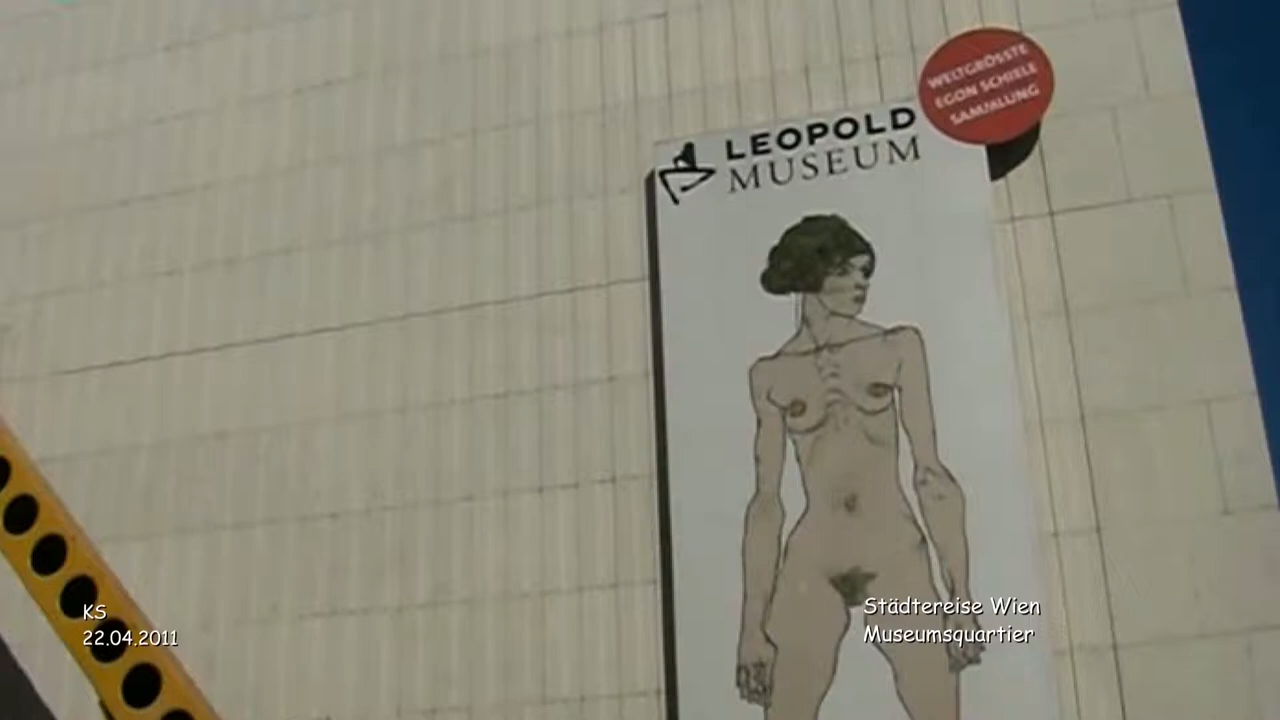 WELTGRÖSSTE
EGON SCHIELE
SAMMLUNG
LEOPOLD
MUSEUM
KS
22.04.2011
Städtereise Wien
Museumsquartier